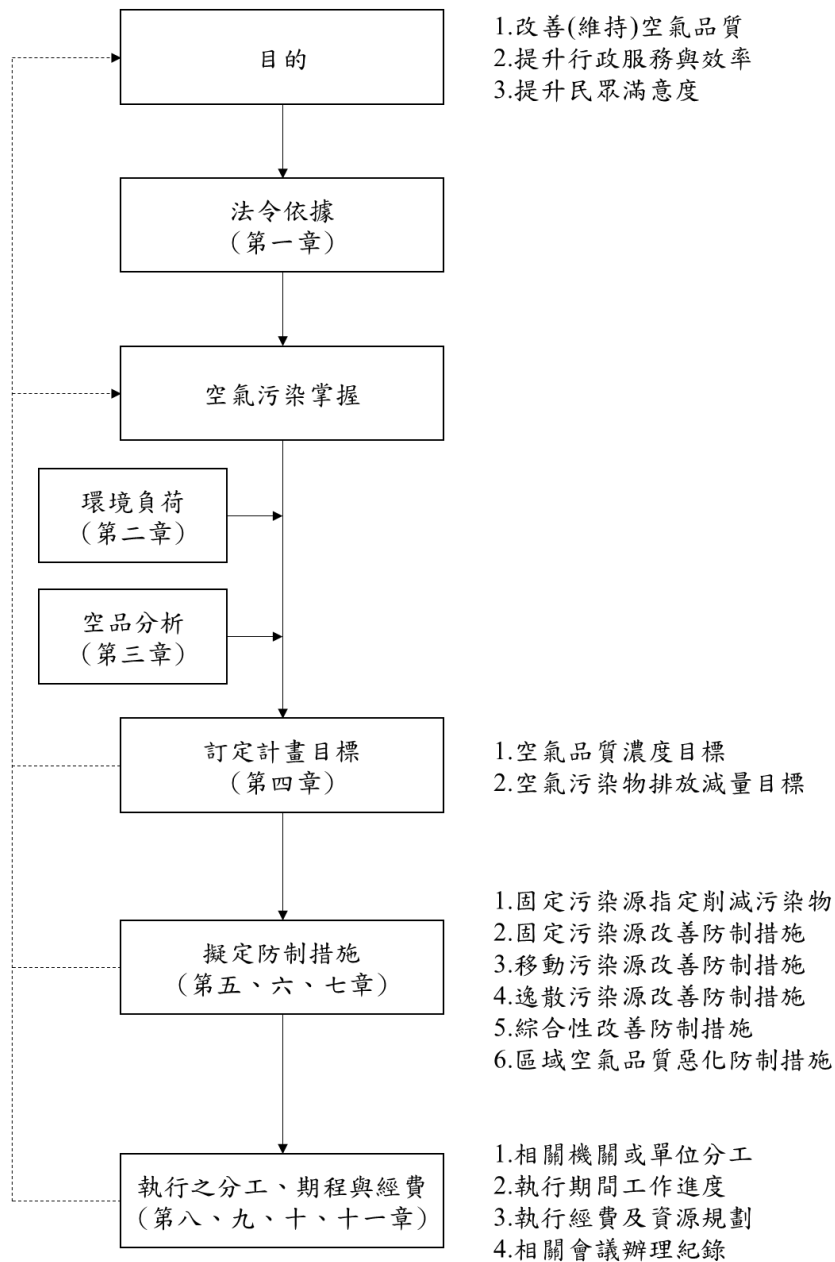 目的
1.改善(維持)空氣品質
2.提升行政服務與效率
3.提升民眾滿意度
法令依據
（第一章）
空氣污染掌握
環境負荷
（第二章）
空品分析
（第三章）
訂定計畫目標
（第四章）
1.空氣品質濃度目標
2.空氣污染物排放減量目標
擬定防制措施
（第五、六、七章）
1.固定污染源指定削減污染物
2.固定污染源改善防制措施
3.移動污染源改善防制措施
4.逸散污染源改善防制措施
5.綜合性改善防制措施
6.區域空氣品質惡化防制措施
執行之分工、期程與經費
（第八、九、十、十一章）
1.相關機關或單位分工
2.執行期間工作進度
3.執行經費及資源規劃
4.相關會議辦理紀錄